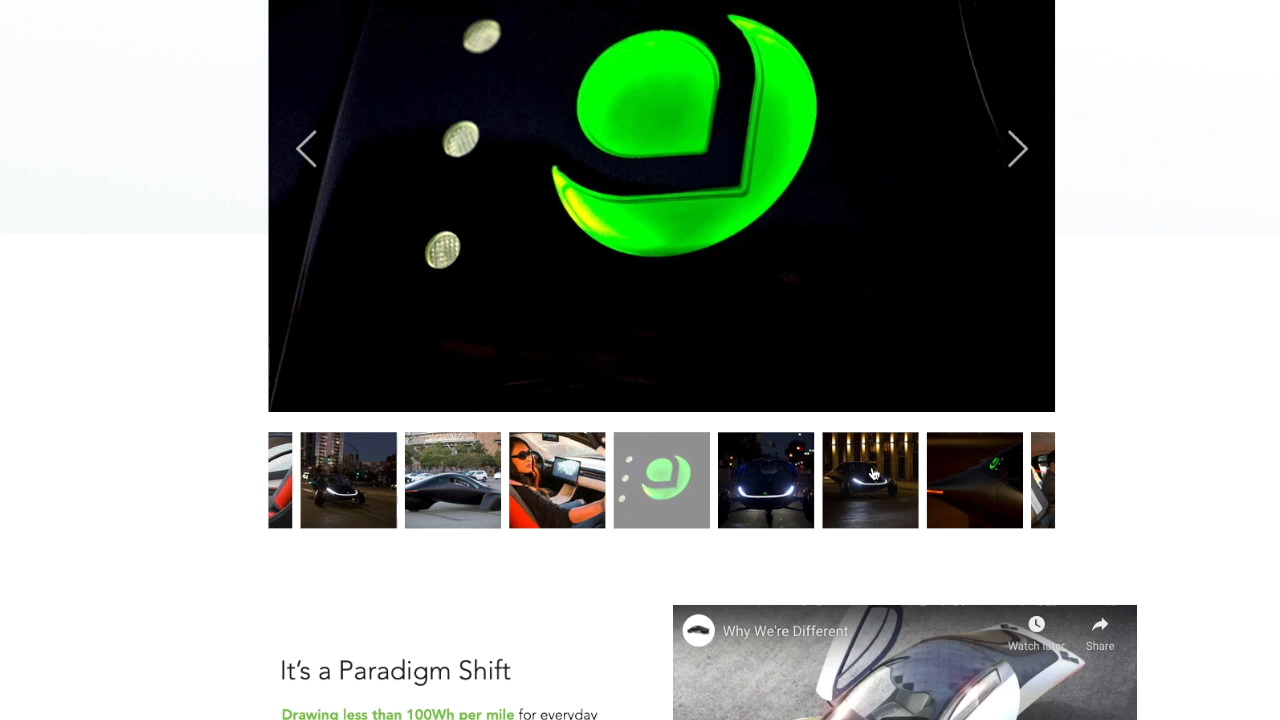 Why We're Different
Watch later
Share
It's a Paradigm Shift
Drawing less than 100Wh per mile for everyday